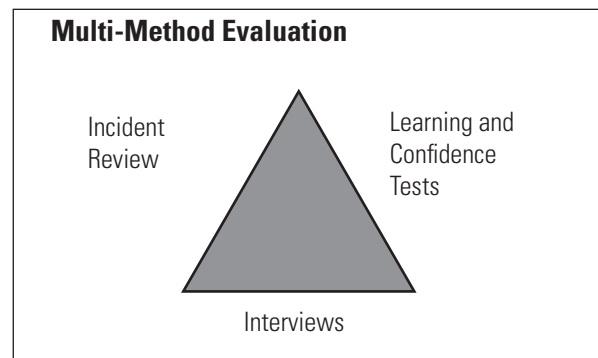 Multi-Method Evaluation
Incident
Review
Learning and
Confidence
Tests
Interviews